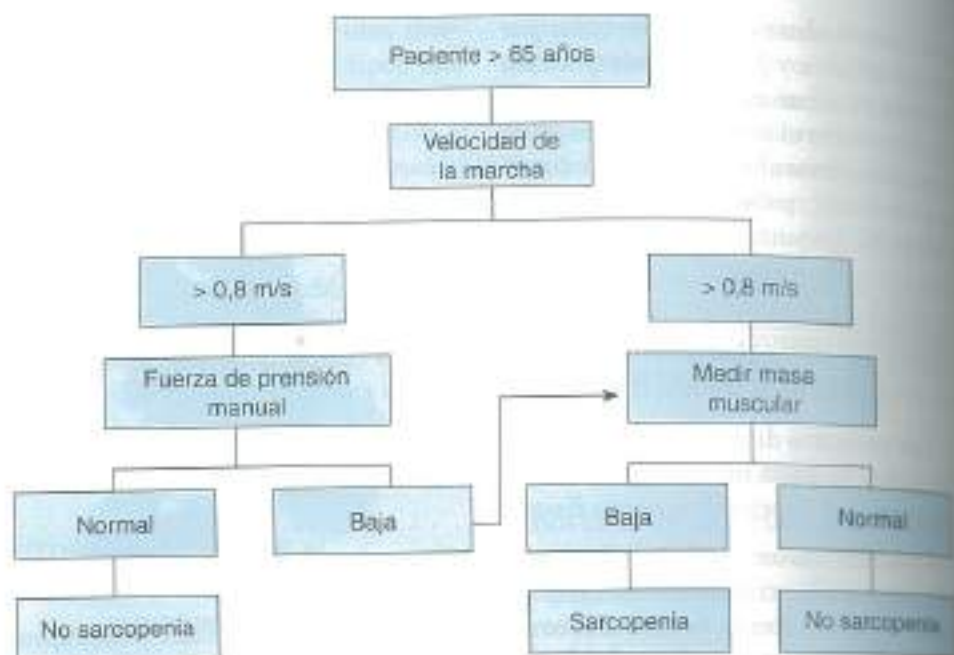 Paciente > 65 años
Velocidad de
la marcha
> 0,8 m/s
> 0,8 m/s
Fuerza de prensión
manual
Medir masa
muscular
Normal
Baja
Baja
Normal
No sarcopenia
Sarcopenia
No sarcopenia